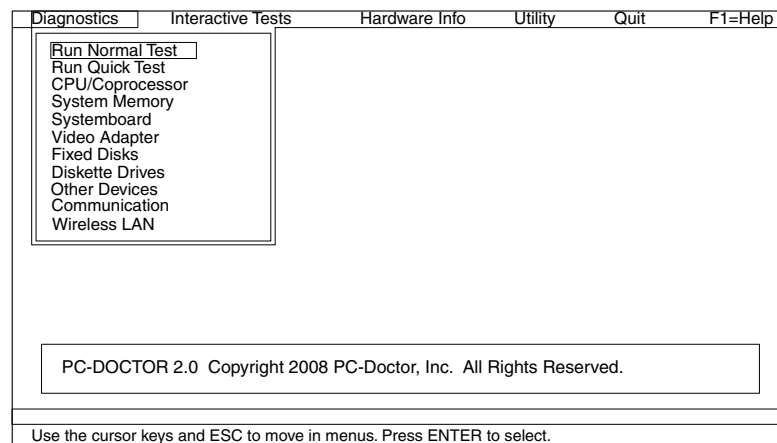 Diagnostics Interactive Tests Hardware Info Utility Quit F1=Help
Run Normal Test
Run Quick Test
CPU/Coprocessor
System Memory
Systemboard
Video Adapter
Fixed Disks
Diskette Drives
Other Devices
Communication
Wireless LAN
PC-DOCTOR 2.0 Copyright 2008 PC-Doctor, Inc. All Rights Reserved.
Use the cursor keys and ESC to move in menus. Press ENTER to select.